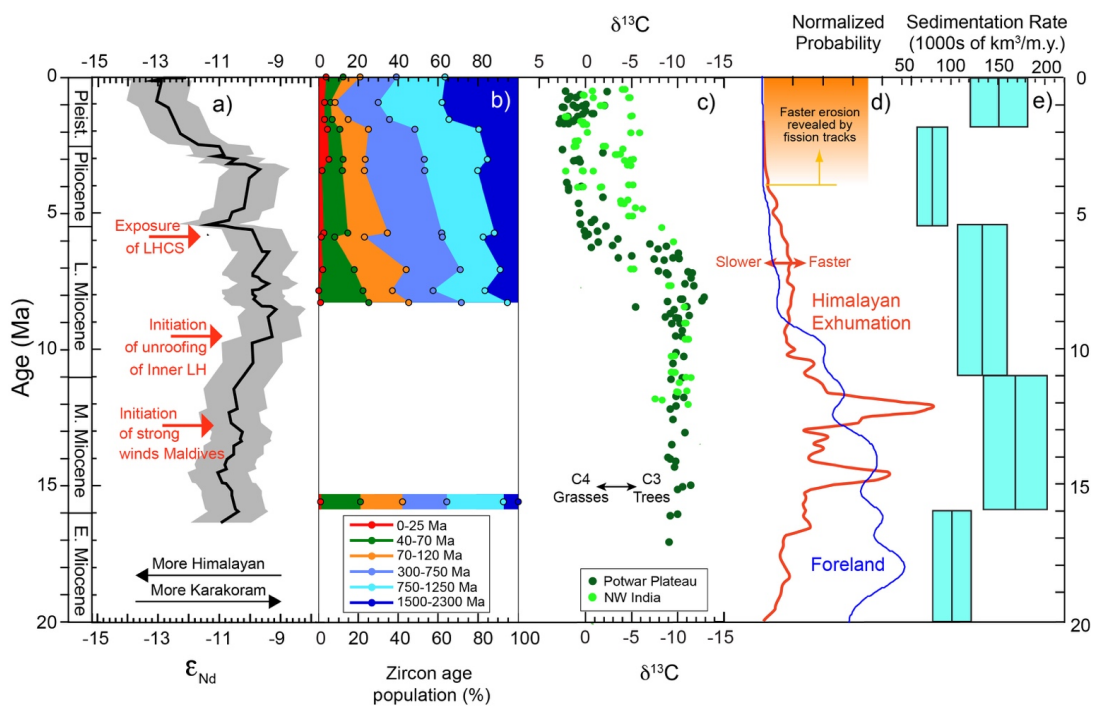 δ13C
Normalized
Probability
Sedimentation Rate
(1000s of km3/m.y.)
-15 -13 -11 -9
0 20 40 60 80 100
5 0 -5 -10 -15
50 100 150 200
0
5
10
15
20
Age (Ma)
Pleist.
Pliocene
L. Miocene
M. Miocene
E. Miocene
a)
Exposure
of LHCS
Initiation
of unroofing
of Inner LH
Initiation
of strong
winds Maldives
More Himalayan
More Karakoram
-15 -13 -11 -9
εNd
b)
0-25 Ma
40-70 Ma
70-120 Ma
300-750 Ma
750-1250 Ma
1500-2300 Ma
0 20 40 60 80 100
Zircon age
population (%)
c)
C4
Grasses
C3
Trees
Potwar Plateau
NW India
0 -5 -10 -15
δ13C
d)
Faster erosion
revealed by
fission tracks
Slower
Faster
Himalayan
Exhumation
Foreland
e)
0
5
10
15
20